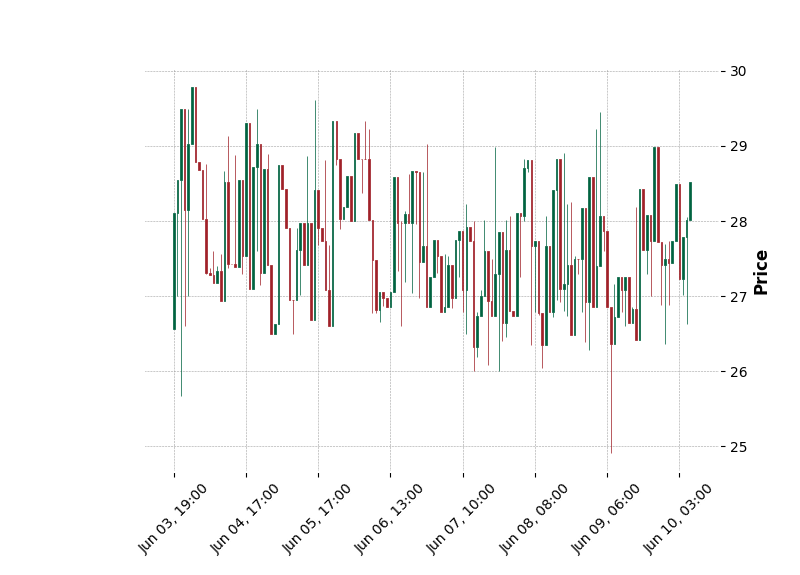 30
29
28
27
26
25
Price
Jun 03, 19:00
Jun 04, 17:00
Jun 05, 17:00
Jun 06, 13:00
Jun 07, 10:00
Jun 08, 08:00
Jun 09, 06:00
Jun 10, 03:00